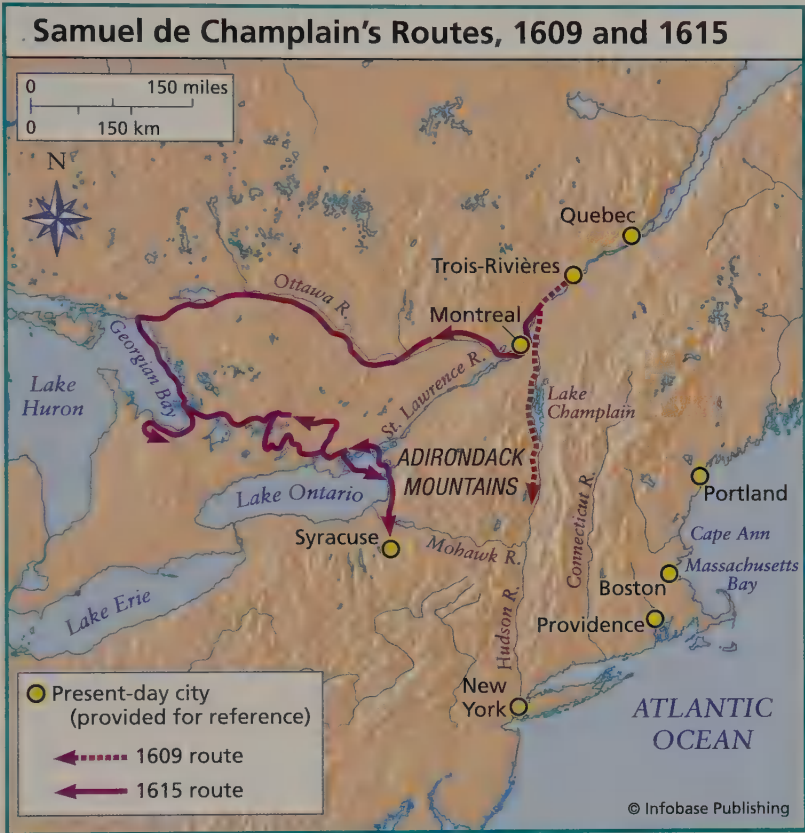 Samuel de Champlain's Routes, 1609 and 1615
0 150 miles
0 150 km
N
Quebec
Trois-Rivières
Montreal
Ottawa R.
Georgian Bay
Lake
Huron
St. Lawrence R.
Lake
Champlain
ADIRONDACK
MOUNTAINS
Lake Ontario
Syracuse
Mohawk R.
Connecticut R.
Portland
Cape Ann
Massachusetts
Bay
Boston
Providence
Lake Erie
Hudson R.
New
York
ATLANTIC
OCEAN
Present-day city
(provided for reference)
1609 route
1615 route
© Infobase Publishing